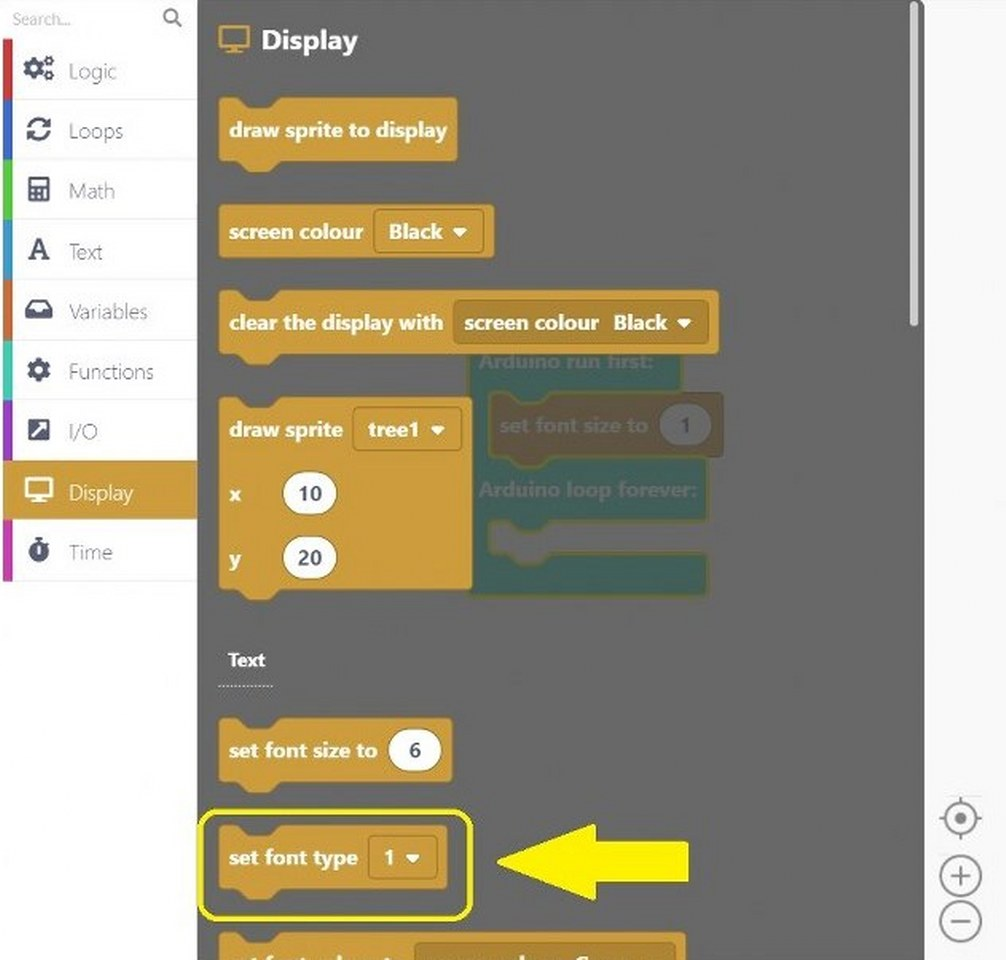 Search...
Logic
Loops
Math
Text
Variables
Functions
I/O
Display
Time
Display
draw sprite to display
screen colour Black
clear the display with screen colour Black
Arduino run first:
draw sprite tree1
set font size to 1
x 10
Arduino loop forever:
y 20
Text
set font size to 6
set font type 1